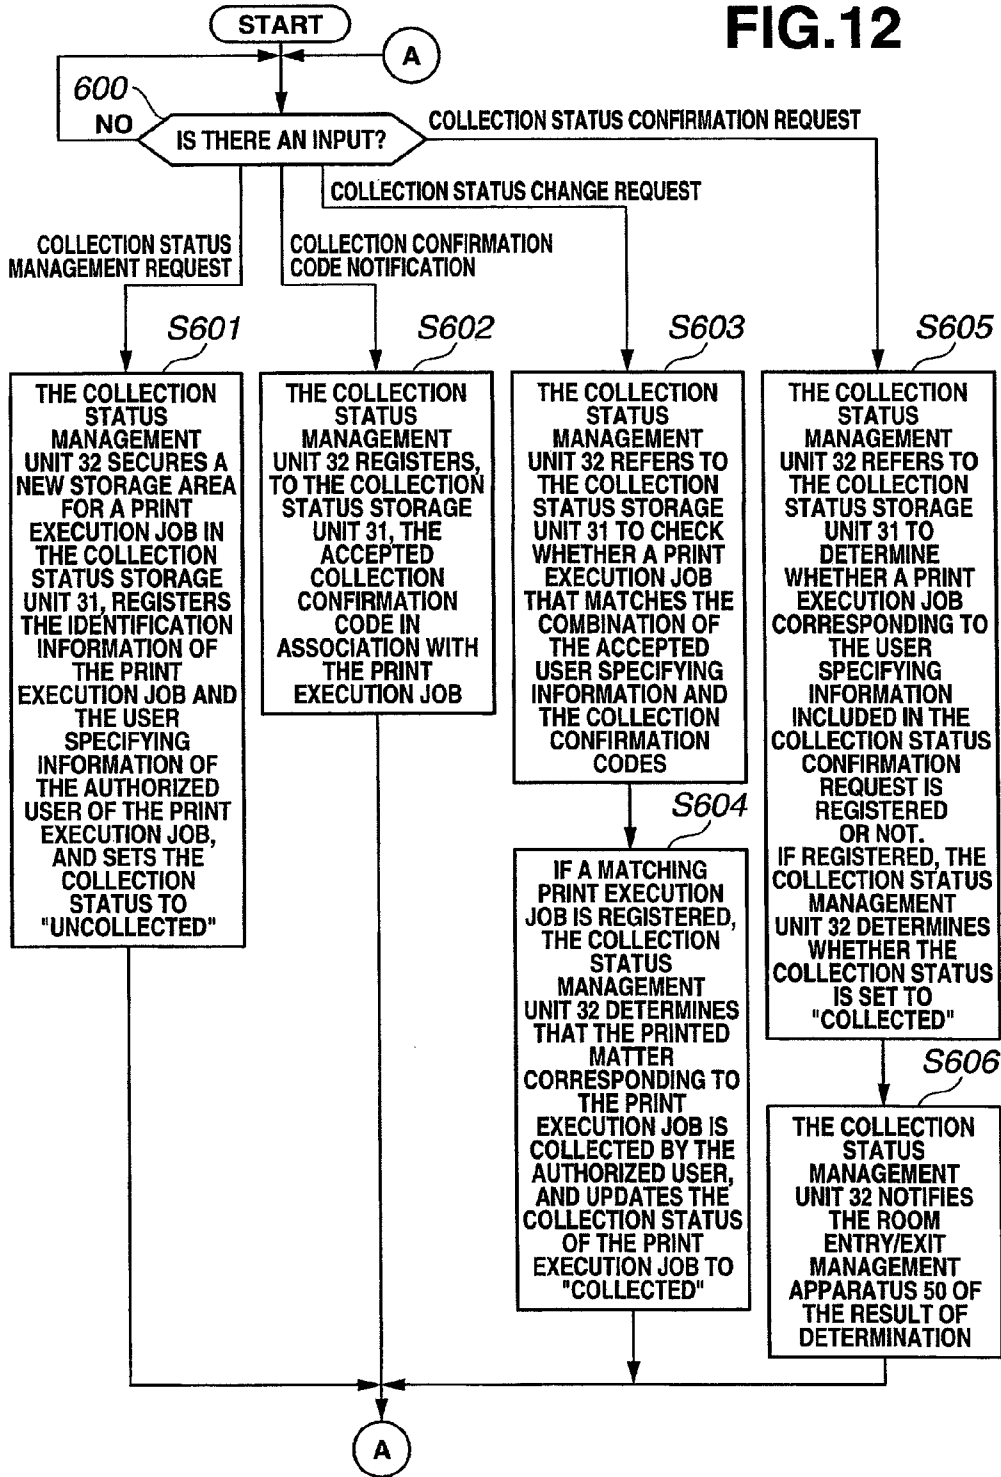 FIG.12
START
A
600
NO
IS THERE AN INPUT?
COLLECTION STATUS CONFIRMATION REQUEST
COLLECTION STATUS CHANGE REQUEST
COLLECTION STATUS
MANAGEMENT REQUEST
COLLECTION CONFIRMATION
CODE NOTIFICATION
S601
THE COLLECTION
STATUS
MANAGEMENT
UNIT 32 SECURES A
NEW STORAGE AREA
FOR A PRINT
EXECUTION JOB IN
THE COLLECTION
STATUS STORAGE
UNIT 31, REGISTERS
THE IDENTIFICATION
INFORMATION OF
THE PRINT
EXECUTION JOB AND
THE USER
SPECIFYING
INFORMATION OF
THE AUTHORIZED
USER OF THE PRINT
EXECUTION JOB,
AND SETS THE
COLLECTION
STATUS TO
"UNCOLLECTED"
S602
THE COLLECTION
STATUS
MANAGEMENT
UNIT 32 REGISTERS,
TO THE COLLECTION
STATUS STORAGE
UNIT 31, THE
ACCEPTED
COLLECTION
CONFIRMATION
CODE IN
ASSOCIATION WITH
THE PRINT
EXECUTION JOB
S603
THE COLLECTION
STATUS
MANAGEMENT
UNIT 32 REFERS TO
THE COLLECTION
STATUS STORAGE
UNIT 31 TO CHECK
WHETHER A PRINT
EXECUTION JOB
THAT MATCHES THE
COMBINATION OF
THE ACCEPTED
USER SPECIFYING
INFORMATION AND
THE COLLECTION
CONFIRMATION
CODES
S604
IF A MATCHING
PRINT EXECUTION
JOB IS REGISTERED,
THE COLLECTION
STATUS
MANAGEMENT
UNIT 32 DETERMINES
THAT THE PRINTED
MATTER
CORRESPONDING TO
THE PRINT
EXECUTION JOB IS
COLLECTED BY THE
AUTHORIZED USER,
AND UPDATES THE
COLLECTION STATUS
OF THE PRINT
EXECUTION JOB TO
"COLLECTED"
S605
THE COLLECTION
STATUS
MANAGEMENT
UNIT 32 REFERS TO
THE COLLECTION
STATUS STORAGE
UNIT 31 TO
DETERMINE
WHETHER A PRINT
EXECUTION JOB
CORRESPONDING TO
THE USER
SPECIFYING
INFORMATION
INCLUDED IN THE
COLLECTION STATUS
CONFIRMATION
REQUEST IS
REGISTERED
OR NOT.
IF REGISTERED, THE
COLLECTION STATUS
MANAGEMENT
UNIT 32 DETERMINES
WHETHER THE
COLLECTION STATUS
IS SET TO
"COLLECTED"
S606
THE COLLECTION
STATUS
MANAGEMENT
UNIT 32 NOTIFIES
THE ROOM
ENTRY/EXIT
MANAGEMENT
APPARATUS 50 OF
THE RESULT OF
DETERMINATION
A